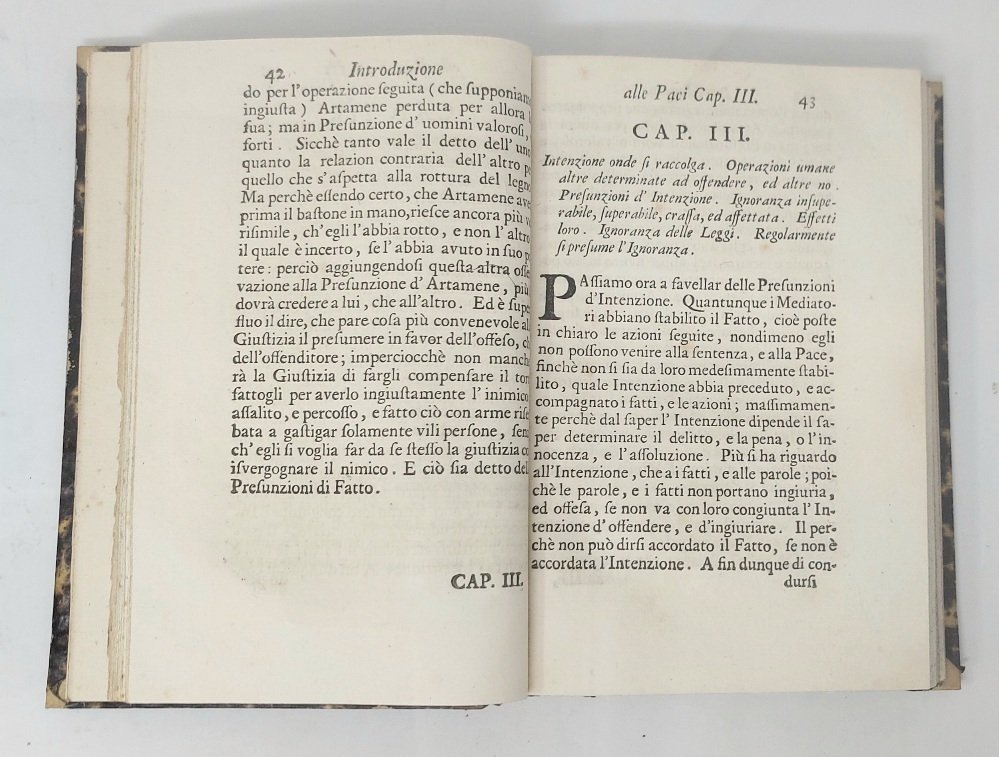 42 Introduzione
do per l'operazione ſeguita (che ſupponiam
ingiuſta) Artamene perduta per allora l
ſua; ma in Preſunzione d' uomini valoroſi,
forti. Sicchè tanto vale il detto dell' uno
quanto la relazion contraria dell' altro
quello che s'aſpetta alla rottura del legno
Ma perchè eſſendo certo, che Artamene
prima il baſtone in mano, rieſce ancora più
riſimile, ch'egli l'abbia rotto, e non l' altro
il quale è incerto, ſe l'abbia avuto in ſuo
tere: perciò aggiungendoſi queſta altra
vazione alla Preſunzione d' Artamene, più
dovrà credere a lui, che all'altro. Ed è
fluo il dire, che pare coſa più convenevole al
Giuſtizia il preſumere in favor dell'offeſo,
dell'offenditore; imperciocchè non
rà la Giuſtizia di fargli compenſare il
fattogli per averlo ingiuſtamente l'inimico
aſſalito, e percoſſo, e fatto ciò con arme
bata a gaſtigar ſolamente vili perſone,
ch' egli ſi voglia far da ſe ſteſſo la giuſtizia
iſvergognare il nimico. E ciò ſia detto
Preſunzioni di Fatto.
CAP. III.
alle Paci Cap. III. 43
CAP. III.
Intenzione onde ſi raccolga. Operazioni umane
altre determinate ad offendere, ed altre no.
Preſunzioni d' Intenzione. Ignoranza inſupe-
rabile, ſuperabile, craſſa, ed affettata. Effetti
loro. Ignoranza delle Leggi. Regolarmente
ſi preſume l'Ignoranza.
PAſſiamo ora a favellar delle Preſunzioni
d'Intenzione. Quantunque i Mediato-
ri abbiano ſtabilito il Fatto, cioè poſte
in chiaro le azioni ſeguite, nondimeno egli
non poſſono venire alla ſentenza, e alla Pace,
finchè non ſi ſia da loro medeſimamente ſtabi-
lito, quale Intenzione abbia preceduto, e ac-
compagnato i fatti, e le azioni; maſſimamen-
te perchè dal ſaper l' Intenzione dipende il ſa-
per determinare il delitto, e la pena, o l'in-
nocenza, e l'aſſoluzione. Più ſi ha riguardo
all'Intenzione, che a i fatti, e alle parole; poi-
chè le parole, e i fatti non portano ingiuria,
ed offeſa, ſe non va con loro congiunta l' In-
tenzione d' offendere, e d'ingiuriare. Il per-
chè non può dirſi accordato il Fatto, ſe non è
accordata l'Intenzione. A fin dunque di con-
durſi